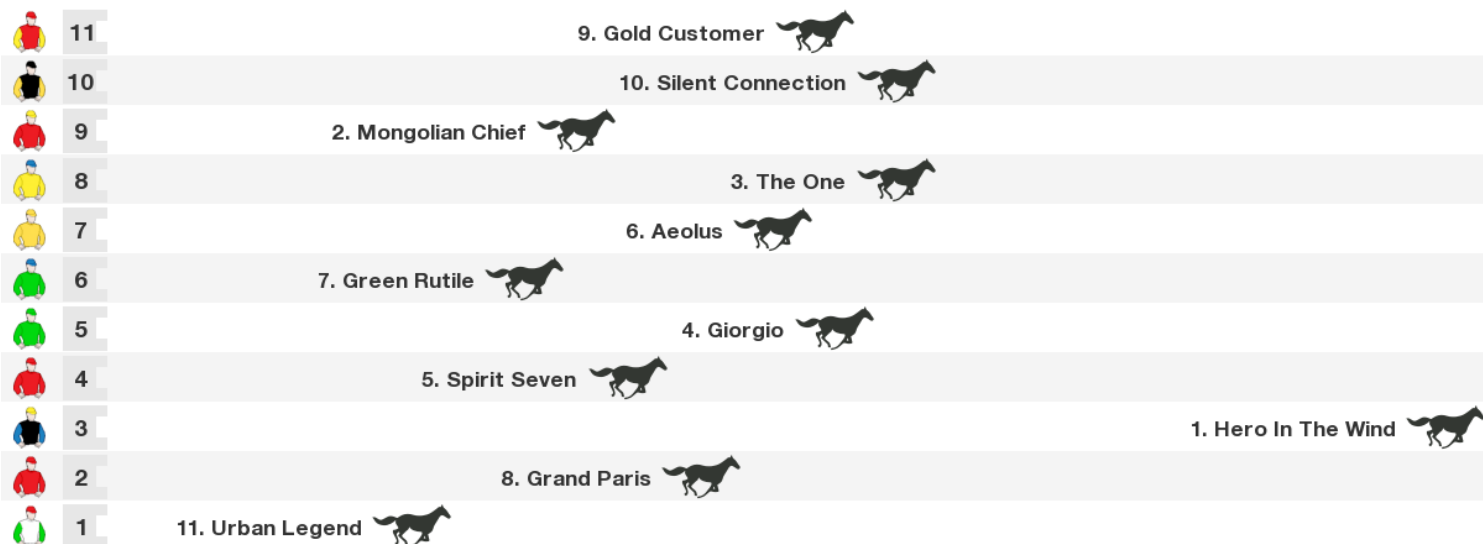 11 9. Gold Customer
10 10. Silent Connection
9 2. Mongolian Chief
8 3. The One
7 6. Aeolus
6 7. Green Rutile
5 4. Giorgio
4 5. Spirit Seven
3 1. Hero In The Wind
2 8. Grand Paris
1 11. Urban Legend